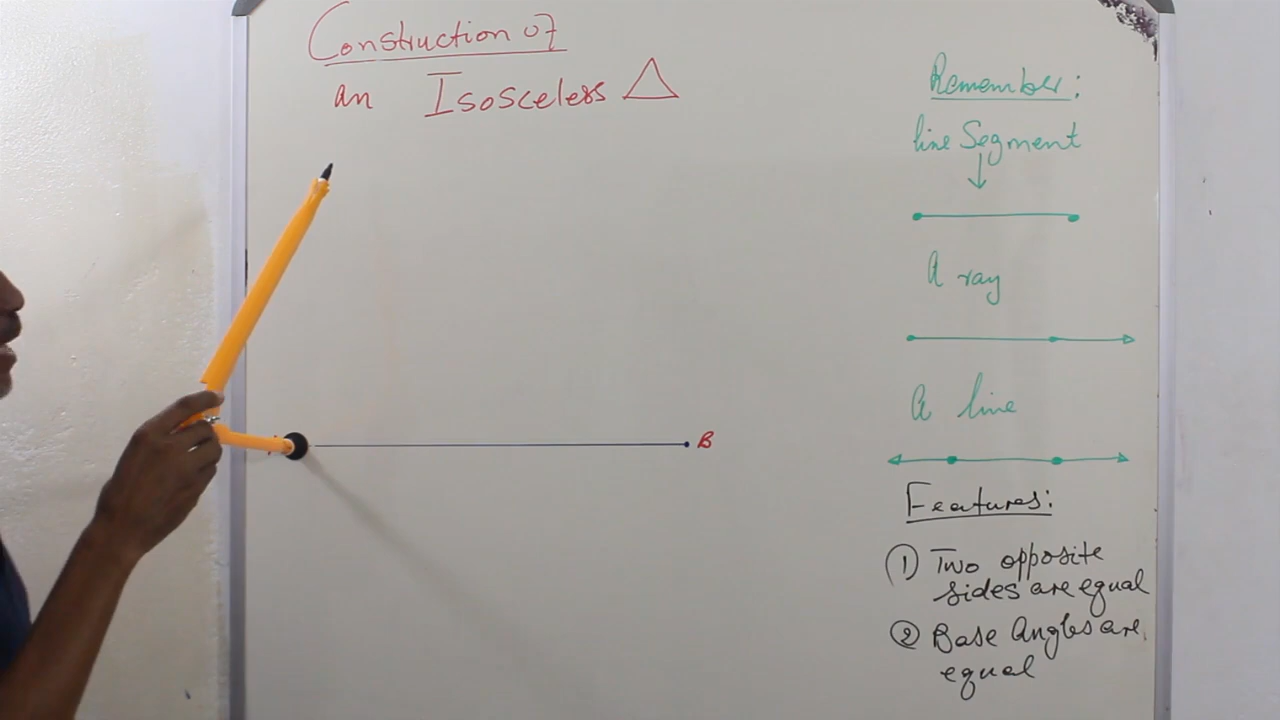 Construction of
an Isosceless
Remember:
line Segment
A ray
A line
B
Features:
① Two opposite
sides are equal
② Base Angles are
equal